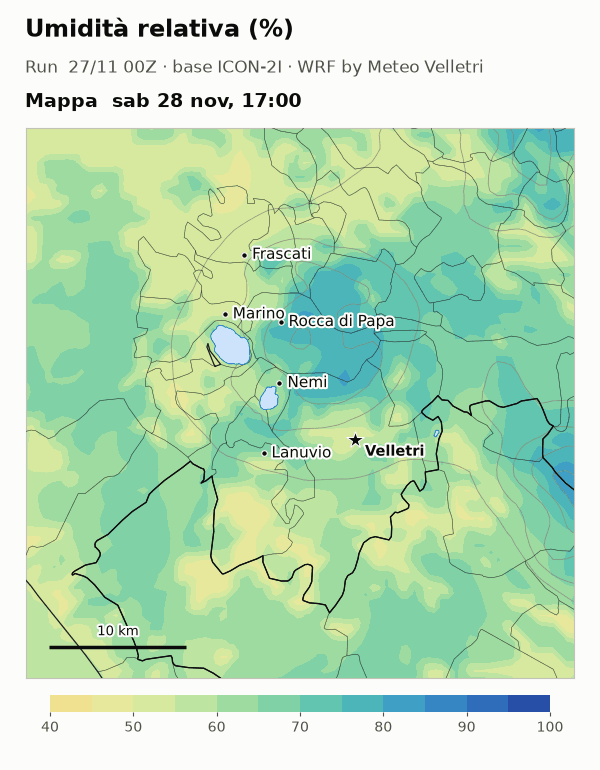 Umidità relativa (%)
Run  27/11 00Z · base ICON-2I · WRF by Meteo Velletri
Mappa  sab 28 nov, 17:00
Frascati
Marino
Rocca di Papa
Nemi
Velletri
Lanuvio
10 km
40 50 60 70 80 90 100